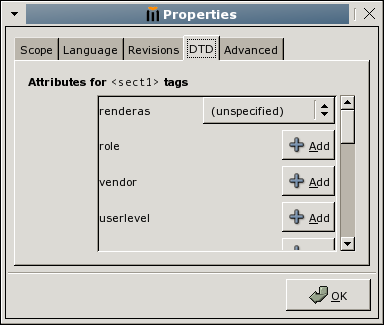 Properties
Scope Language Revisions DTD Advanced
Attributes for <sect1> tags
renderas (unspecified)
role Add
vendor Add
userlevel Add
OK